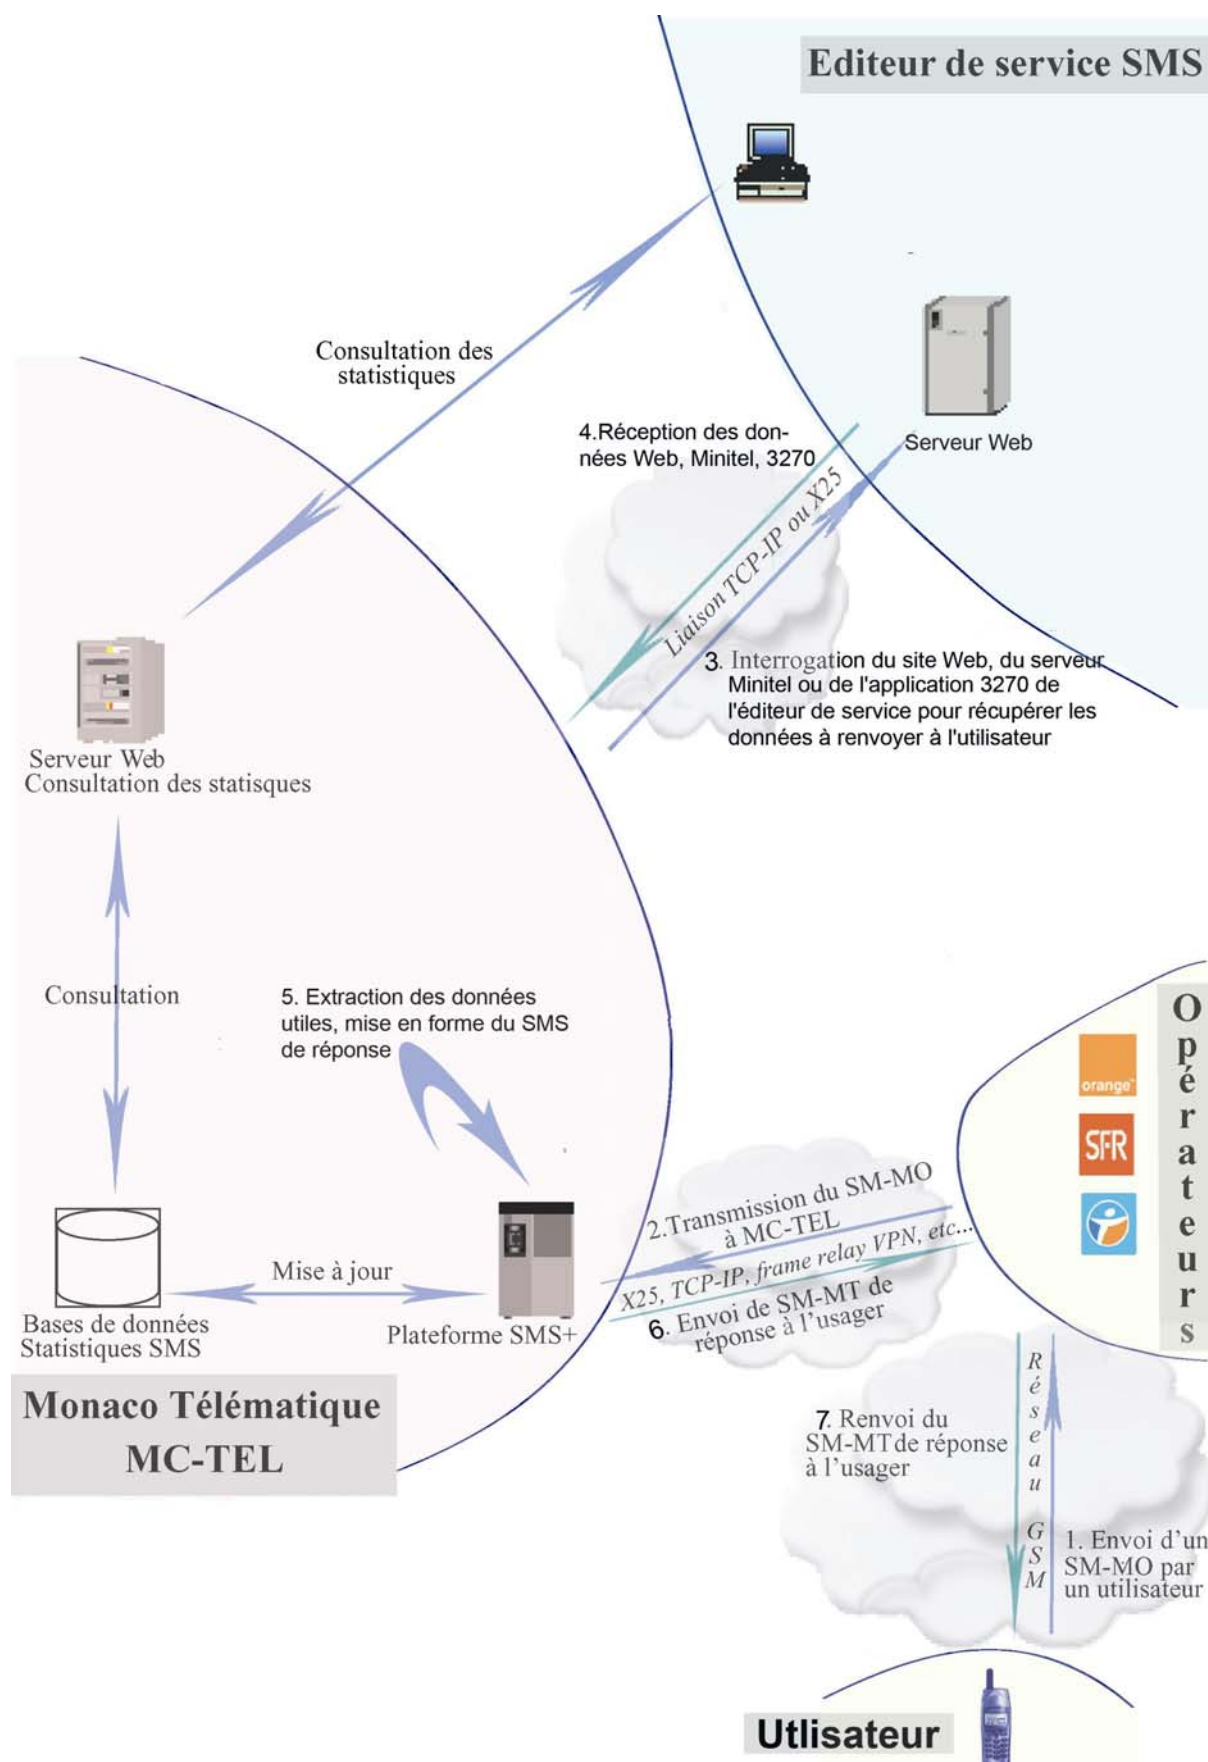 Editeur de service SMS
Consultation des
statistiques
4.Réception des don-
nées Web, Minitel, 3270
Serveur Web
Liaison TCP-IP ou X25
3. Interrogation du site Web, du serveur
Minitel ou de l'application 3270 de
l'éditeur de service pour récupérer les
données à renvoyer à l'utilisateur
Serveur Web
Consultation des statisques
Consultation
5. Extraction des données
utiles, mise en forme du SMS
de réponse
Opérateurs
orange™
SFR
2.Transmission du SM-MO
à MC-TEL
X25, TCP-IP, frame relay VPN, etc...
6. Envoi de SM-MT de
réponse à l’usager
Mise à jour
Bases de données
Statistiques SMS
Plateforme SMS+
Monaco Télématique
MC-TEL
Réseau GSM
7. Renvoi du
SM-MT de réponse
à l’usager
1. Envoi d’un
SM-MO par
un utilisateur
Utlisateur